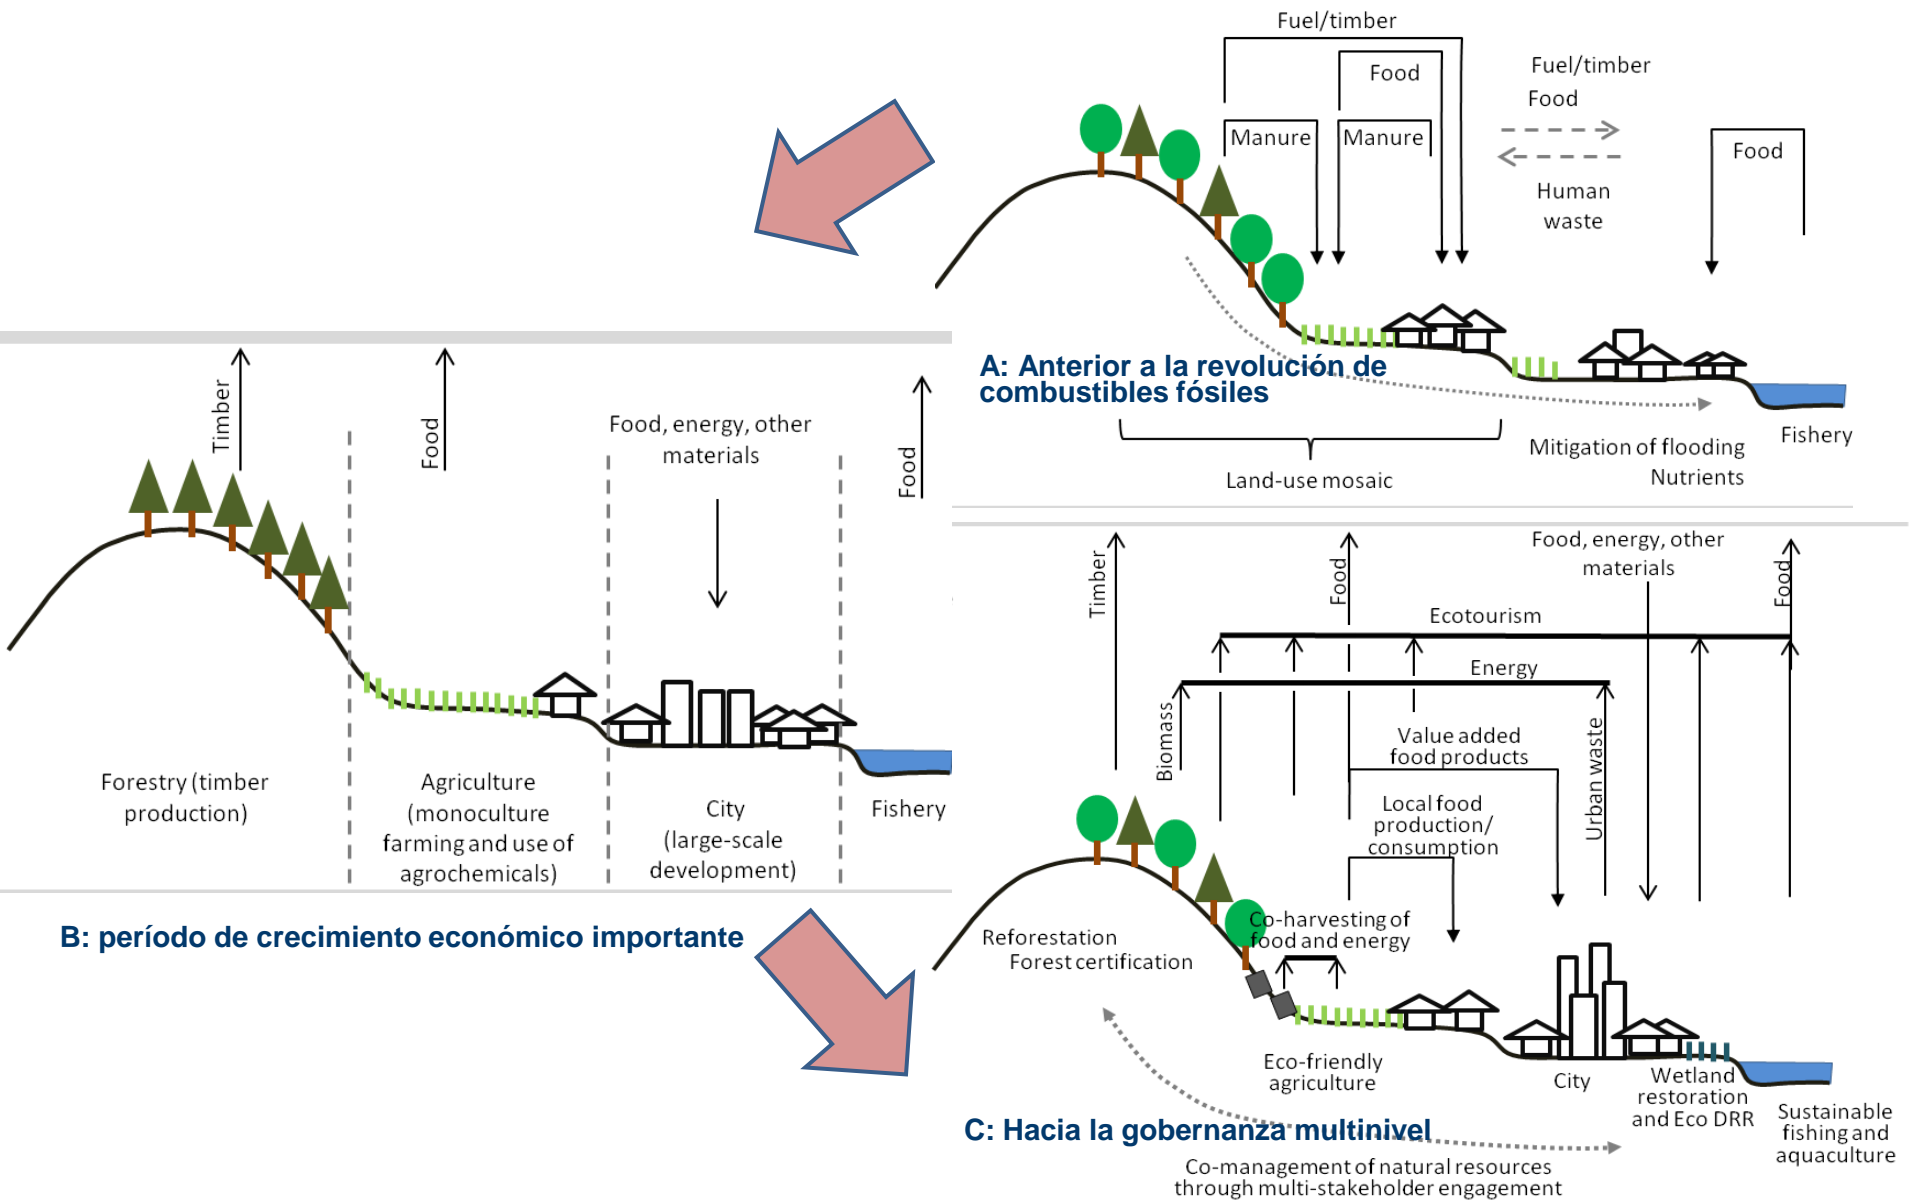 Fuel/timber
Food
Manure
Manure
Fuel/timber
Food
Human
waste
Food
A: Anterior a la revolución de
combustibles fósiles
Land-use mosaic
Mitigation of flooding
Nutrients
Fishery
Timber
Food
Food, energy, other
materials
Food
Forestry (timber
production)
Agriculture
(monoculture
farming and use of
agrochemicals)
City
(large-scale
development)
Fishery
B: período de crecimiento económico importante
Timber
Food
Food, energy, other
materials
Food
Ecotourism
Energy
Biomass
Value added
food products
Urban waste
Local food
production/
consumption
Co-harvesting of
food and energy
Reforestation
Forest certification
Eco-friendly
agriculture
City
Wetland
restoration
and Eco DRR
Sustainable
fishing and
aquaculture
C: Hacia la gobernanza multinivel
Co-management of natural resources
through multi-stakeholder engagement